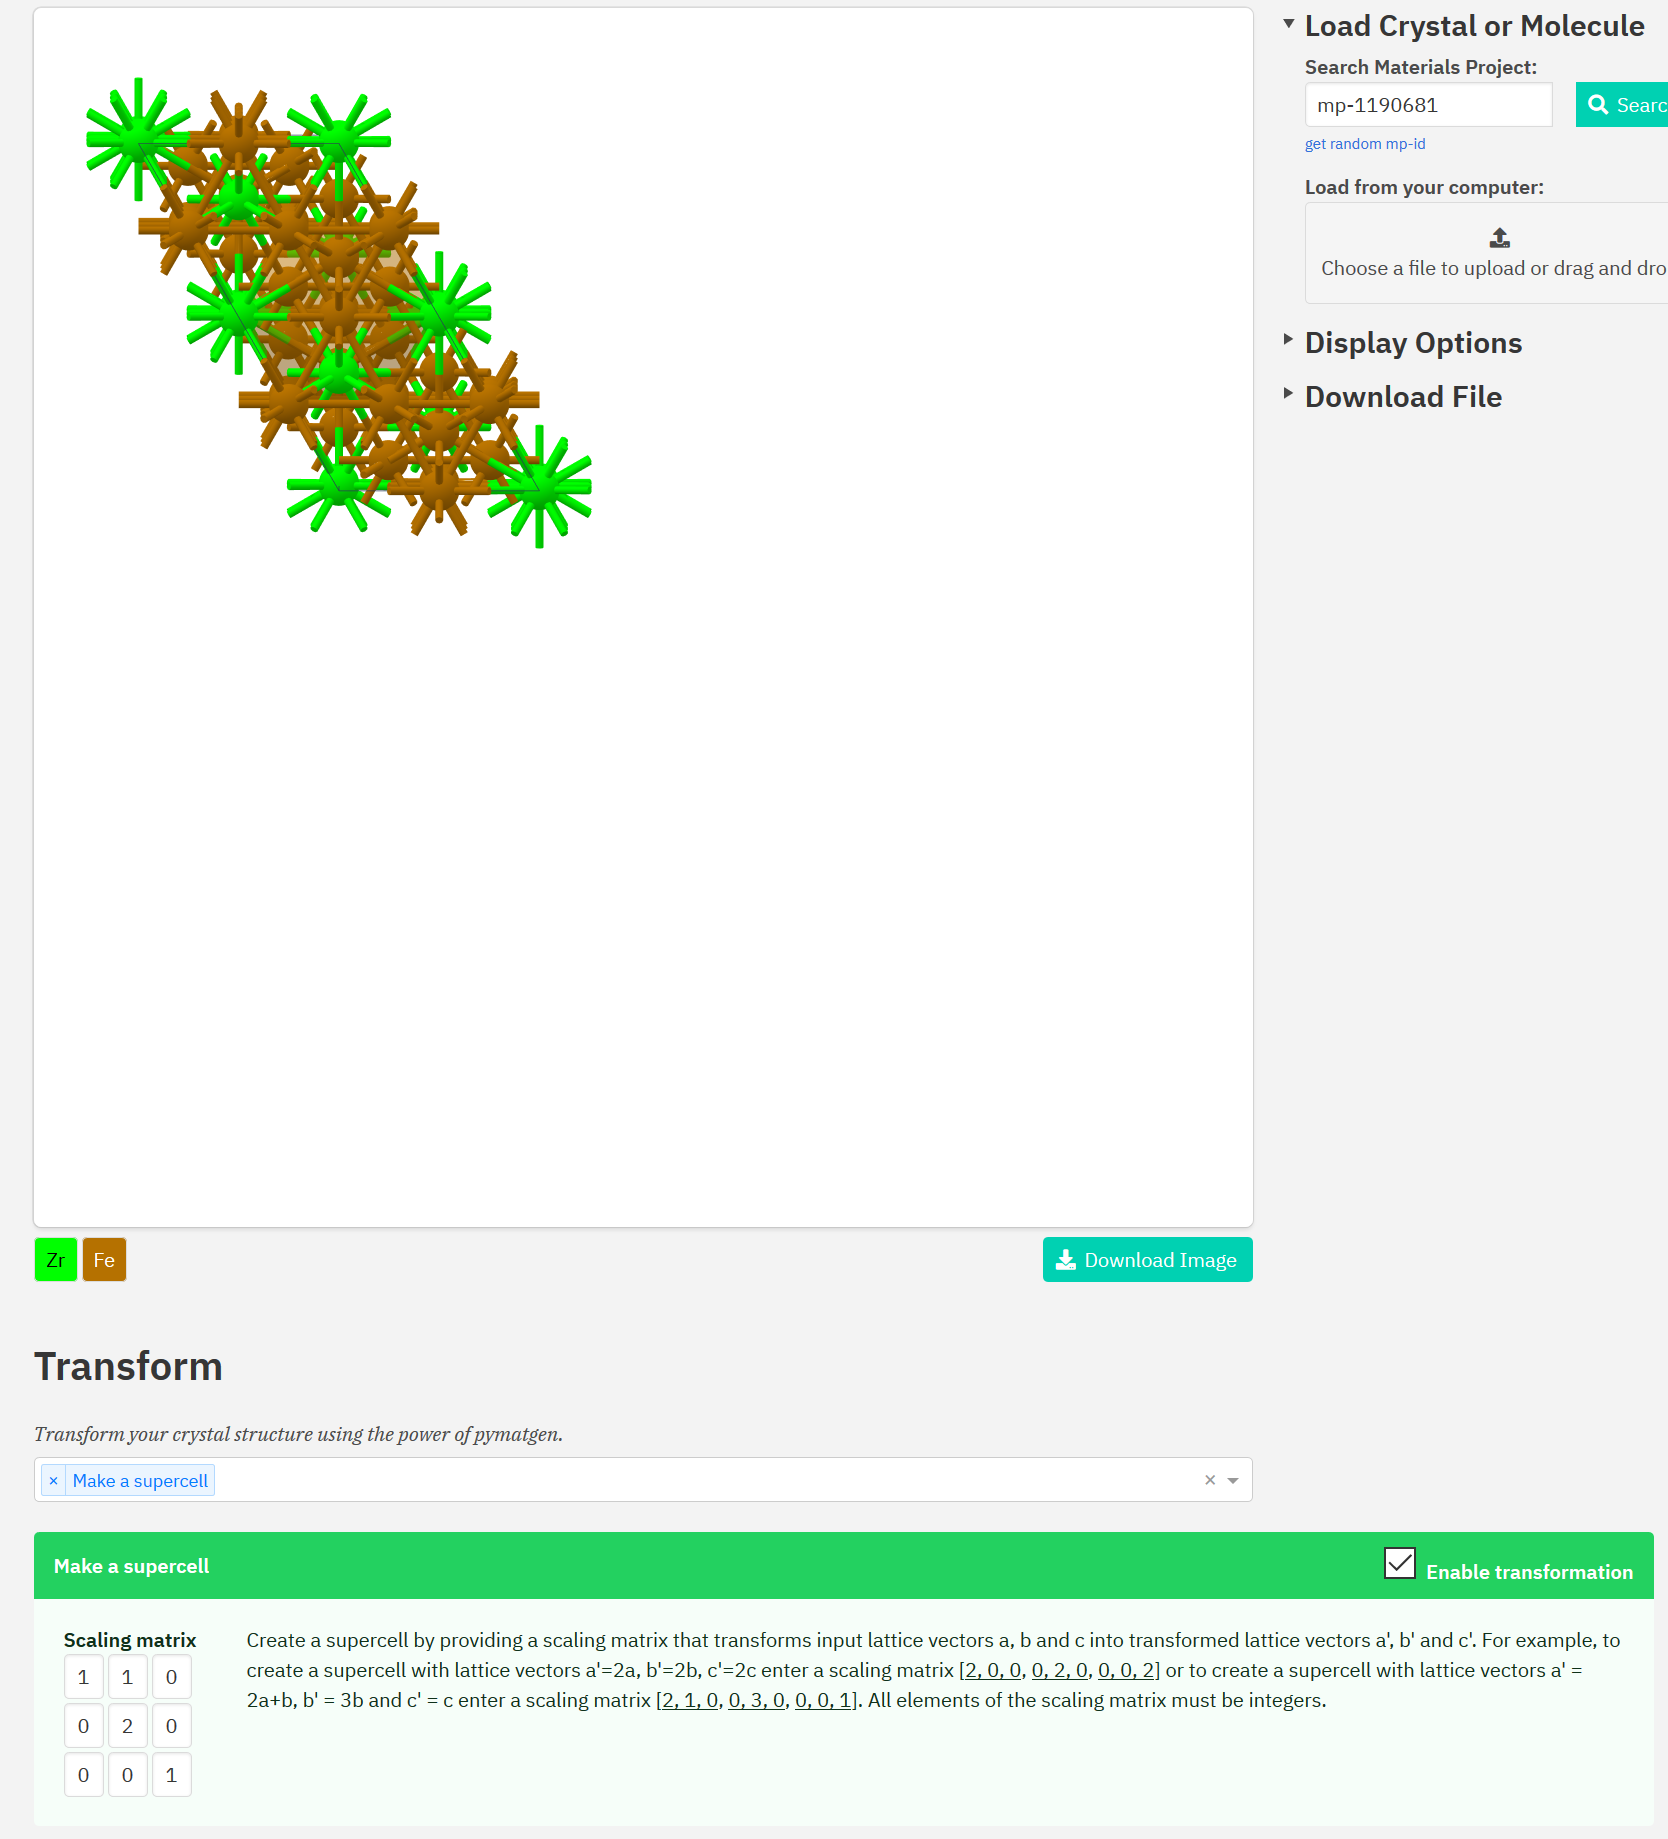 Load Crystal or Molecule
Search Materials Project:
mp-1190681
Searc
get random mp-id
Load from your computer:
Choose a file to upload or drag and dro
Display Options
Download File
Zr
Fe
Download Image
Transform
Transform your crystal structure using the power of pymatgen.
× Make a supercell
×
Make a supercell
Enable transformation
Scaling matrix
1 1 0
0 2 0
0 0 1
Create a supercell by providing a scaling matrix that transforms input lattice vectors a, b and c into transformed lattice vectors a', b' and c'. For example, to
create a supercell with lattice vectors a'=2a, b'=2b, c'=2c enter a scaling matrix [2, 0, 0, 0, 2, 0, 0, 0, 2] or to create a supercell with lattice vectors a' =
2a+b, b' = 3b and c' = c enter a scaling matrix [2, 1, 0, 0, 3, 0, 0, 0, 1]. All elements of the scaling matrix must be integers.